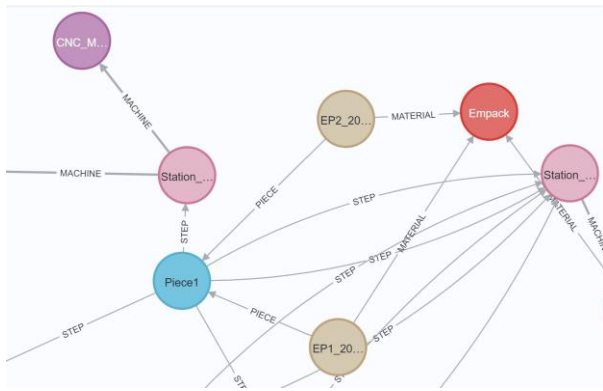 CNC_M...
MACHINE
EP2_20...
MATERIAL
Empack
MACHINE
Station_...
Station_...
PIECE
STEP
MATERIAL
MATERIAL
STEP
STEP
STEP
Piece1
PIECE
STEP
STEP
EP1_20...